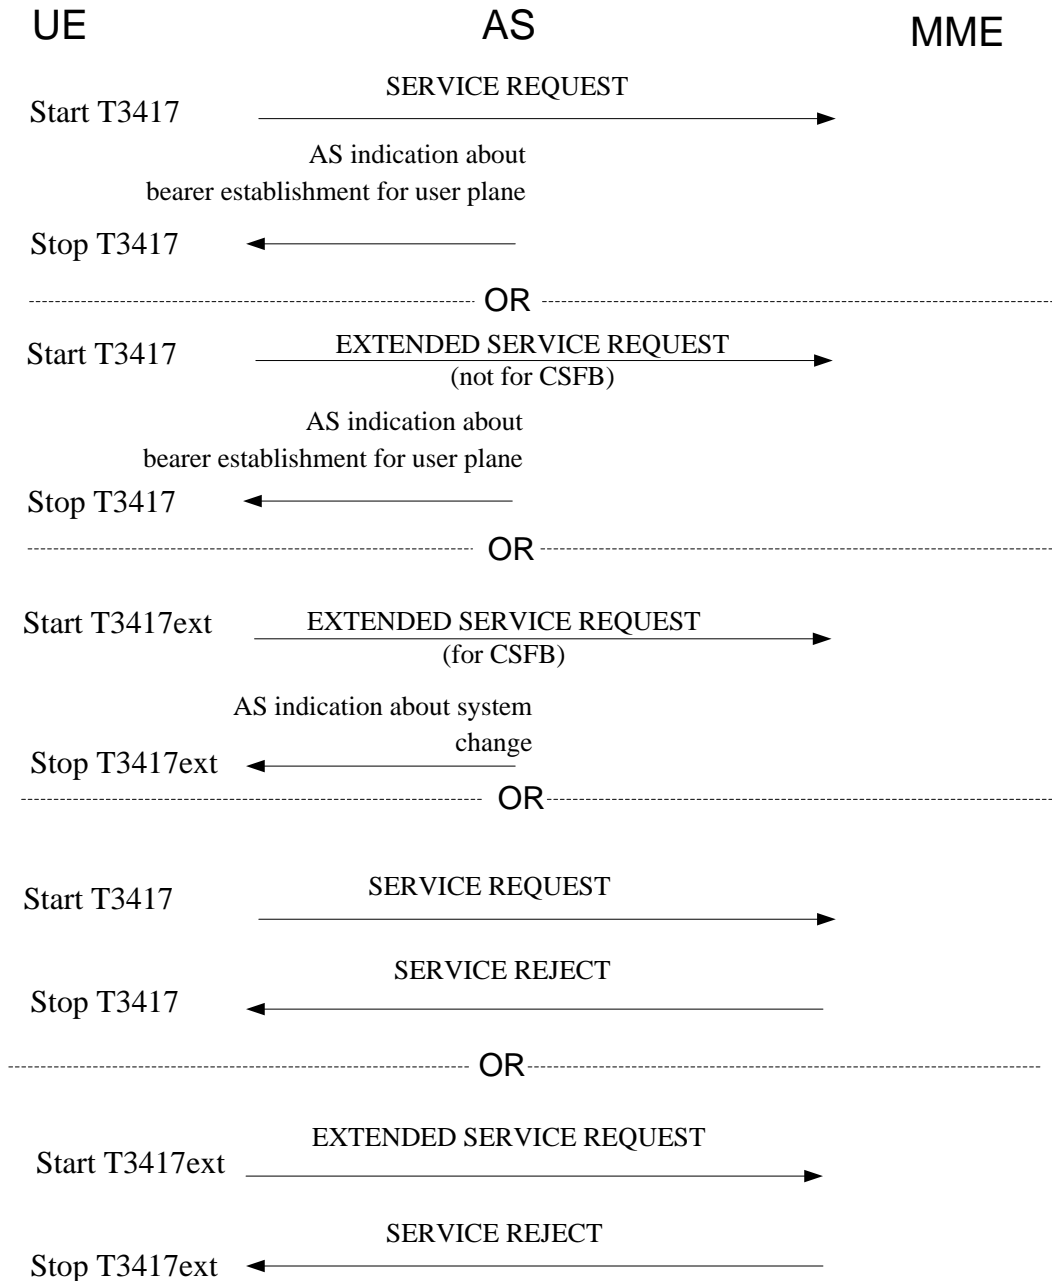 UE AS MME
SERVICE REQUEST
Start T3417
AS indication about
bearer establishment for user plane
Stop T3417
OR
EXTENDED SERVICE REQUEST
Start T3417
(not for CSFB)
AS indication about
bearer establishment for user plane
Stop T3417
OR
Start T3417ext
EXTENDED SERVICE REQUEST
(for CSFB)
AS indication about system
change
Stop T3417ext
OR
SERVICE REQUEST
Start T3417
SERVICE REJECT
Stop T3417
OR
EXTENDED SERVICE REQUEST
Start T3417ext
SERVICE REJECT
Stop T3417ext